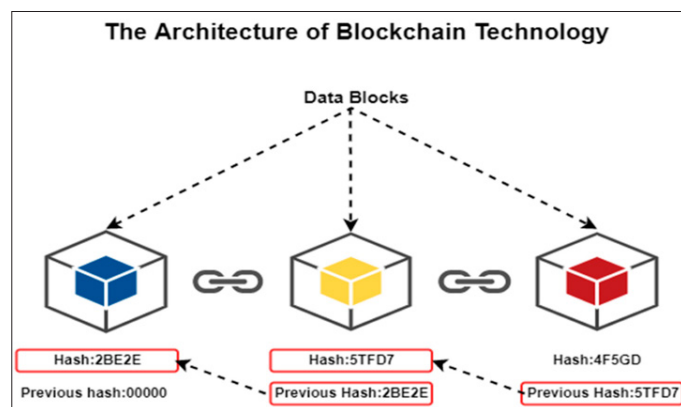 The Architecture of Blockchain Technology
Data Blocks
Hash:2BE2E
Hash:5TFD7
Hash:4F5GD
Previous hash:00000
Previous Hash:2BE2E
Previous Hash:5TFD7